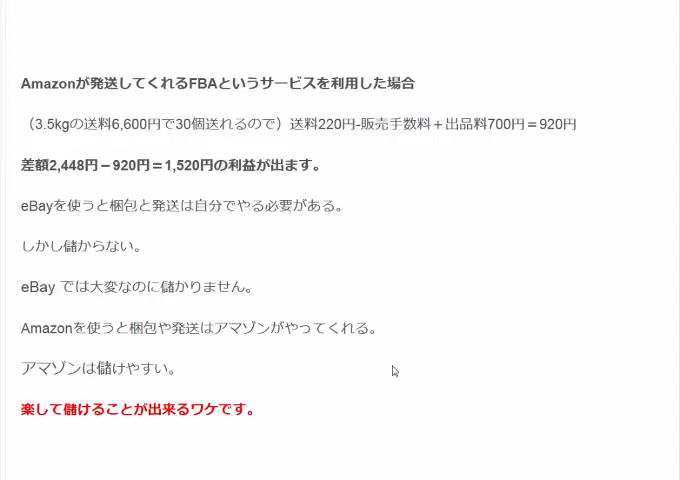 Amazonが発送してくれるFBAというサービスを利用した場合
（3.5kgの送料6,600円で30個送れるので）送料220円-販売手数料＋出品料700円＝920円
差額2,448円－920円＝1,520円の利益が出ます。
eBayを使うと梱包と発送は自分でやる必要がある。
しかし儲からない。
eBay では大変なのに儲かりません。
Amazonを使うと梱包や発送はアマゾンがやってくれる。
アマゾンは儲けやすい。
楽して儲けることが出来るワケです。